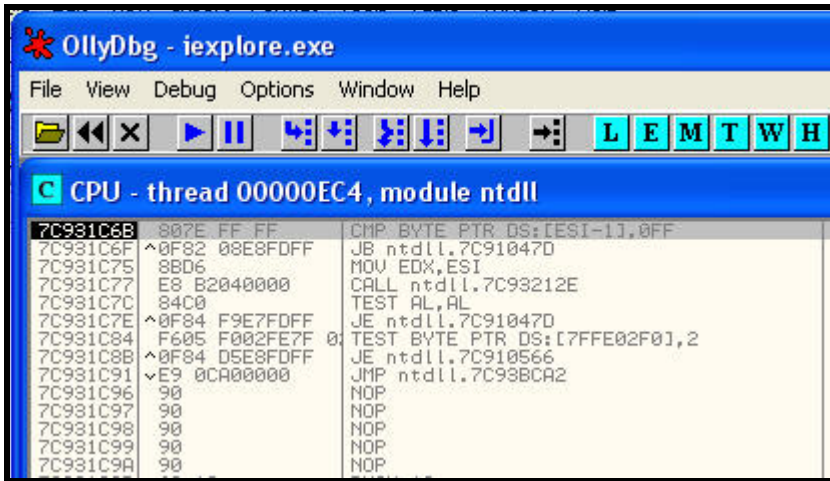 OllyDbg - iexplore.exe
File View Debug Options Window Help
L E M T W H
C CPU - thread 00000EC4, module ntdll
7C931C6B 807E FF FF CMP BYTE PTR DS:[ESI-1],0FF
7C931C6F ^0F82 08E8FDFF JB ntdll.7C91047D
7C931C75 8BD6 MOV EDX,ESI
7C931C77 E8 B2040000 CALL ntdll.7C93212E
7C931C7C 84C0 TEST AL,AL
7C931C7E ^0F84 F9E7FDFF JE ntdll.7C91047D
7C931C84 F605 F002FE7F 0 TEST BYTE PTR DS:[7FFE02F0],2
7C931C8B ^0F84 D5E8FDFF JE ntdll.7C910566
7C931C91 vE9 0CA00000 JMP ntdll.7C93BCA2
7C931C96 90 NOP
7C931C97 90 NOP
7C931C98 90 NOP
7C931C99 90 NOP
7C931C9A 90 NOP